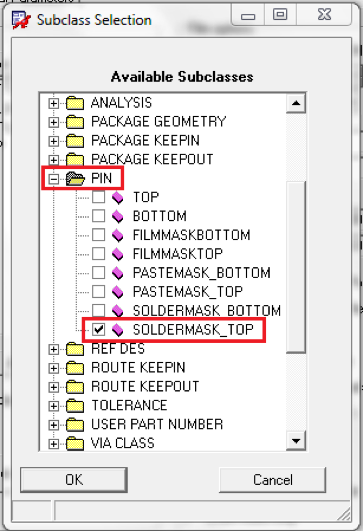 Subclass Selection
Available Subclasses
ANALYSIS
PACKAGE GEOMETRY
PACKAGE KEEPIN
PACKAGE KEEPOUT
PIN
TOP
BOTTOM
FILMMASKBOTTOM
FILMMASKTOP
PASTEMASK_BOTTOM
PASTEMASK_TOP
SOLDERMASK_BOTTOM
SOLDERMASK_TOP
REF DES
ROUTE KEEPIN
ROUTE KEEPOUT
TOLERANCE
USER PART NUMBER
VIA CLASS
OK Cancel